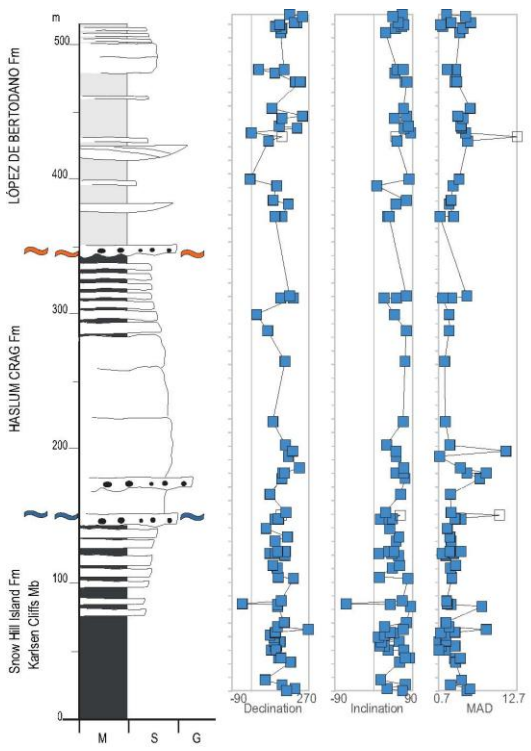 m
500
400
300
200
100
0
LÓPEZ DE BERTODANO Fm
HASLUM CRAG Fm
Snow Hill Island Fm
Karlsen Cliffs Mb
M S G
-90 270
Declination
-90 90
Inclination
0.7 12.7
MAD